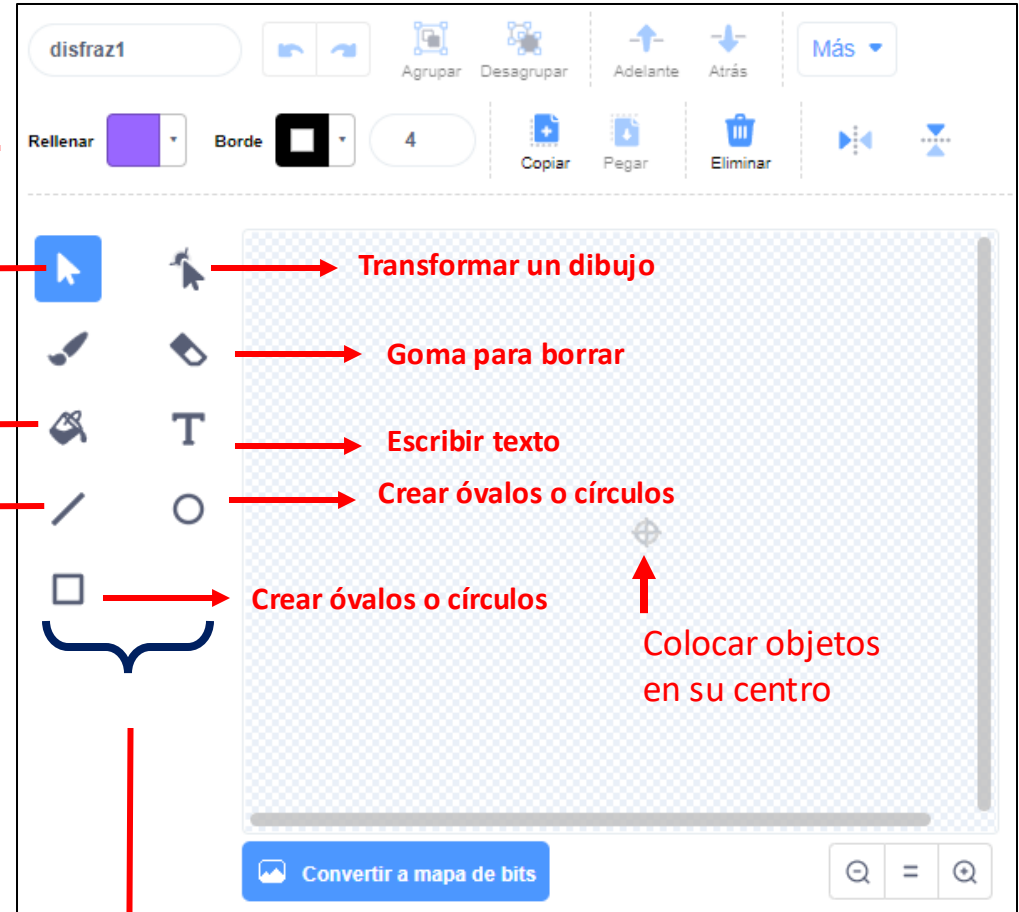 disfraz1
Agrupar
Desagrupar
Adelante
Atrás
Más
Rellenar
Borde
4
Copiar
Pegar
Eliminar
Transformar un dibujo
Goma para borrar
T
Escribir texto
Crear óvalos o círculos
Crear óvalos o círculos
Colocar objetos
en su centro
Convertir a mapa de bits
=